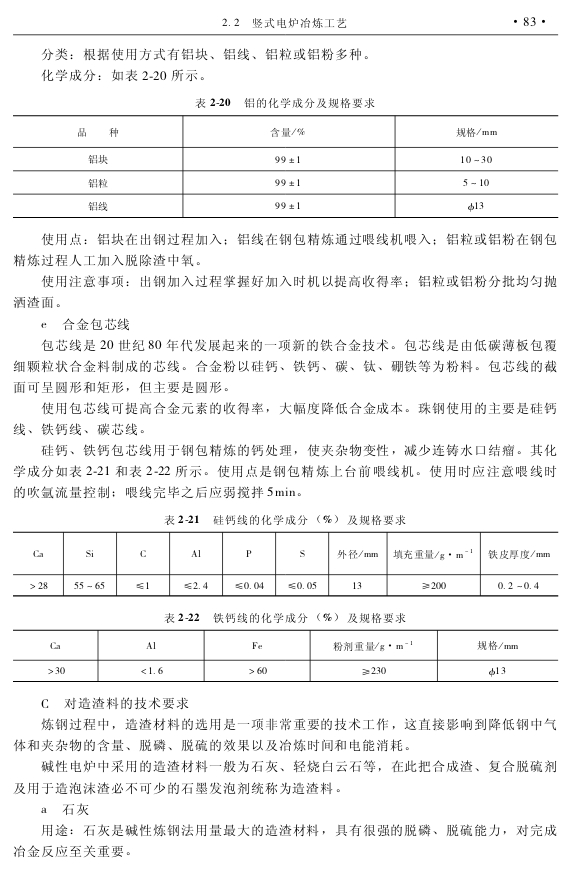 2.2 竖式电炉冶炼工艺 ·83·
分类：根据使用方式有铝块、铝线、铝粒或铝粉多种。
化学成分：如表 2-20 所示。
表 2-20 铝的化学成分及规格要求
品 种 含量/% 规格/mm
铝块 99±1 10~30
铝粒 99±1 5~10
铝线 99±1 ϕ13
使用点：铝块在出钢过程加入；铝线在钢包精炼通过喂线机喂入；铝粒或铝粉在钢包
精炼过程人工加入脱除渣中氧。
使用注意事项：出钢加入过程掌握好加入时机以提高收得率；铝粒或铝粉分批均匀抛
洒渣面。
e 合金包芯线
包芯线是 20 世纪 80 年代发展起来的一项新的铁合金技术。包芯线是由低碳薄板包覆
细颗粒状合金料制成的芯线。合金粉以硅钙、铁钙、碳、钛、硼铁等为粉料。包芯线的截
面可呈圆形和矩形，但主要是圆形。
使用包芯线可提高合金元素的收得率，大幅度降低合金成本。珠钢使用的主要是硅钙
线、铁钙线、碳芯线。
硅钙、铁钙包芯线用于钢包精炼的钙处理，使夹杂物变性，减少连铸水口结瘤。其化
学成分如表 2-21 和表 2-22 所示。使用点是钢包精炼上台前喂线机。使用时应注意喂线时
的吹氩流量控制；喂线完毕之后应弱搅拌 5min。
表 2-21 硅钙线的化学成分（%）及规格要求
Ca Si C Al P S 外径/mm 填充重量/g·m⁻¹ 铁皮厚度/mm
>28 55~65 ≤1 ≤2.4 ≤0.04 ≤0.05 13 ≥200 0.2~0.4
表 2-22 铁钙线的化学成分（%）及规格要求
Ca Al Fe 粉剂重量/g·m⁻¹ 规格/mm
>30 <1.6 >60 ≥230 ϕ13
C 对造渣料的技术要求
炼钢过程中，造渣材料的选用是一项非常重要的技术工作，这直接影响到降低钢中气
体和夹杂物的含量、脱磷、脱硫的效果以及冶炼时间和电能消耗。
碱性电炉中采用的造渣材料一般为石灰、轻烧白云石等，在此把合成渣、复合脱硫剂
及用于造泡沫渣必不可少的石墨发泡剂统称为造渣料。
a 石灰
用途：石灰是碱性炼钢法用量最大的造渣材料，具有很强的脱磷、脱硫能力，对完成
冶金反应至关重要。